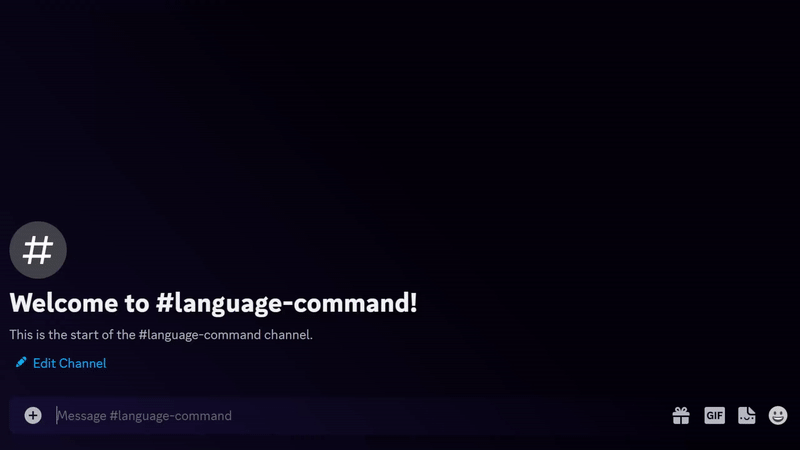 #
Welcome to #language-command!
This is the start of the #language-command channel.
Edit Channel
Message #language-command
GIF